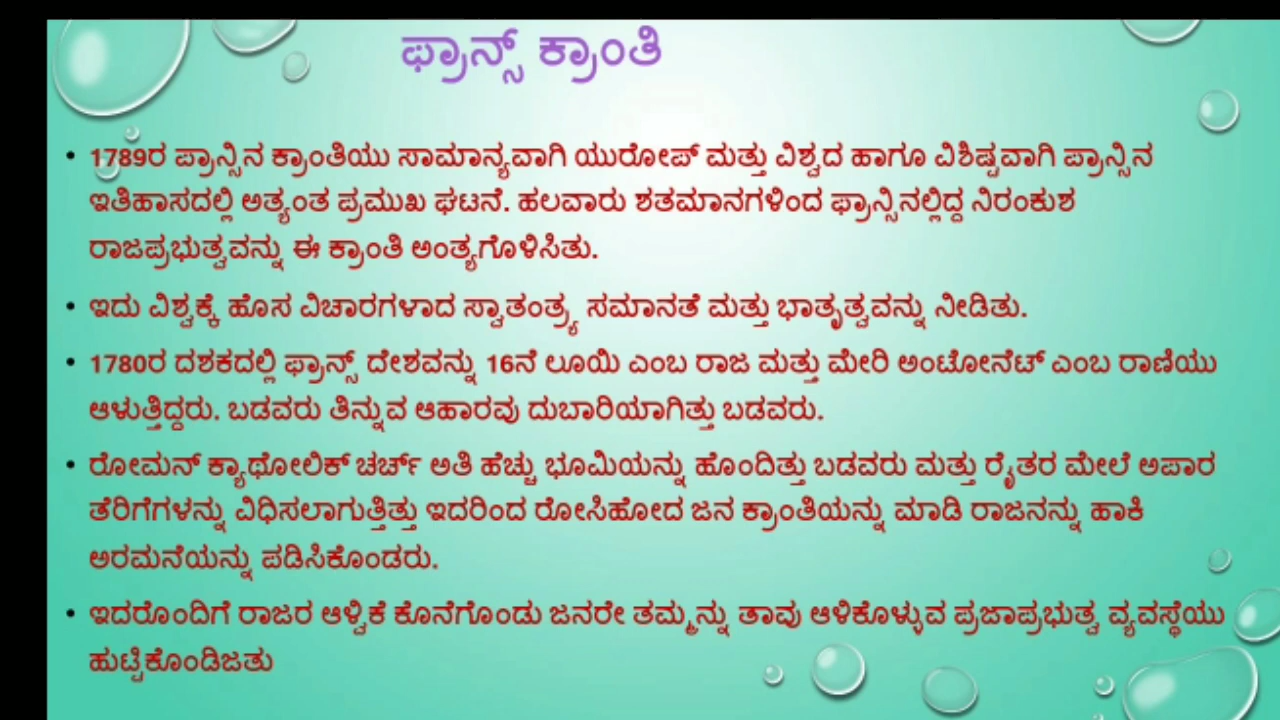 ಫ್ರಾನ್ಸ್ ಕ್ರಾಂತಿ
• 1789ರ ಪ್ರಾನ್ಸಿನ ಕ್ರಾಂತಿಯು ಸಾಮಾನ್ಯವಾಗಿ ಯುರೋಪ್ ಮತ್ತು ವಿಶ್ವದ ಹಾಗೂ ವಿಶಿಷ್ಟವಾಗಿ ಪ್ರಾನ್ಸಿನ
ಇತಿಹಾಸದಲ್ಲಿ ಅತ್ಯಂತ ಪ್ರಮುಖ ಘಟನೆ. ಹಲವಾರು ಶತಮಾನಗಳಿಂದ ಫ್ರಾನ್ಸಿನಲ್ಲಿದ್ದ ನಿರಂಕುಶ
ರಾಜಪ್ರಭುತ್ವವನ್ನು ಈ ಕ್ರಾಂತಿ ಅಂತ್ಯಗೊಳಿಸಿತು.
• ಇದು ವಿಶ್ವಕ್ಕೆ ಹೊಸ ವಿಚಾರಗಳಾದ ಸ್ವಾತಂತ್ರ್ಯ ಸಮಾನತೆ ಮತ್ತು ಭಾತೃತ್ವವನ್ನು ನೀಡಿತು.
• 1780ರ ದಶಕದಲ್ಲಿ ಫ್ರಾನ್ಸ್ ದೇಶವನ್ನು 16ನೆ ಲೂಯಿ ಎಂಬ ರಾಜ ಮತ್ತು ಮೇರಿ ಅಂಟೋನೆಟ್ ಎಂಬ ರಾಣಿಯು
ಆಳುತ್ತಿದ್ದರು. ಬಡವರು ತಿನ್ನುವ ಆಹಾರವು ದುಬಾರಿಯಾಗಿತ್ತು ಬಡವರು.
• ರೋಮನ್ ಕ್ಯಾಥೋಲಿಕ್ ಚರ್ಚ್ ಅತಿ ಹೆಚ್ಚು ಭೂಮಿಯನ್ನು ಹೊಂದಿತ್ತು ಬಡವರು ಮತ್ತು ರೈತರ ಮೇಲೆ ಅಪಾರ
ತೆರಿಗೆಗಳನ್ನು ವಿಧಿಸಲಾಗುತ್ತಿತ್ತು ಇದರಿಂದ ರೋಸಿಹೋದ ಜನ ಕ್ರಾಂತಿಯನ್ನು ಮಾಡಿ ರಾಜನನ್ನು ಹಾಕಿ
ಅರಮನೆಯನ್ನು ಪಡಿಸಿಕೊಂಡರು.
• ಇದರೊಂದಿಗೆ ರಾಜರ ಆಳ್ವಿಕೆ ಕೊನೆಗೊಂಡು ಜನರೇ ತಮ್ಮನ್ನು ತಾವು ಆಳಿಕೊಳ್ಳುವ ಪ್ರಜಾಪ್ರಭುತ್ವ ವ್ಯವಸ್ಥೆಯು
ಹುಟ್ಟಿಕೊಂಡಿಜತು